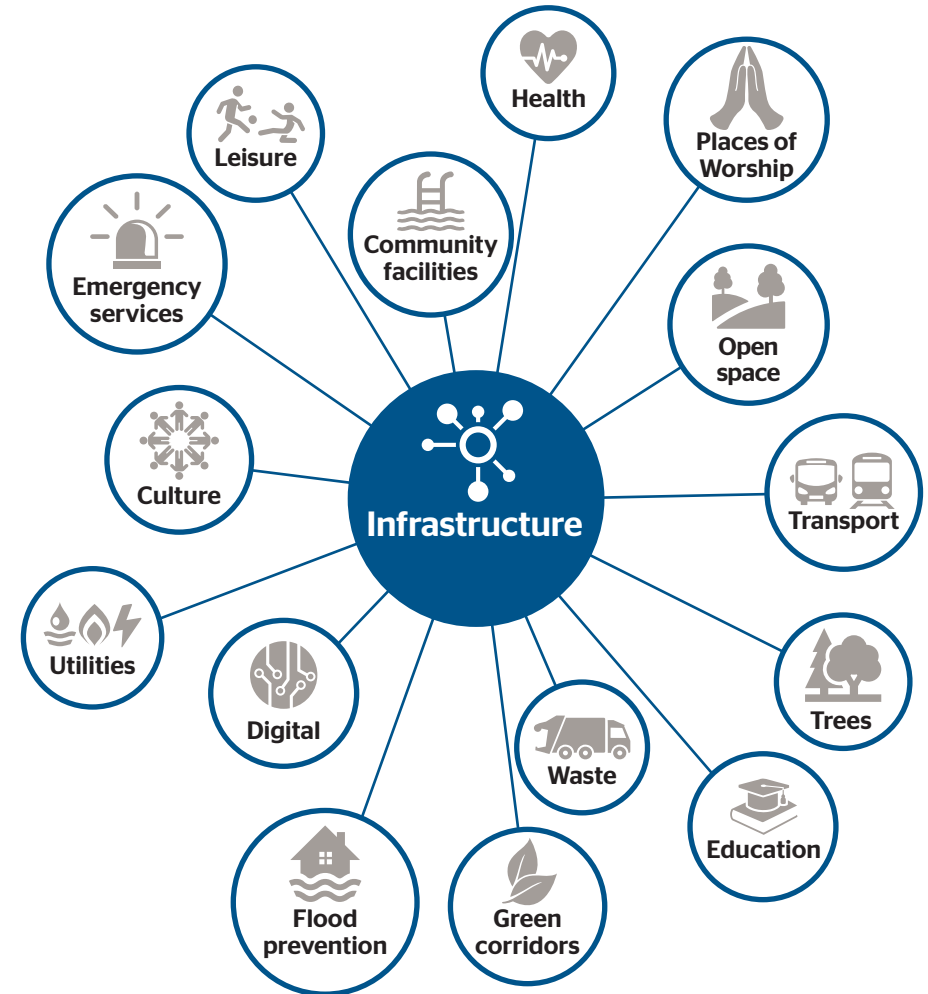 Health
Places of
Worship
Leisure
Community
facilities
Emergency
services
Open
space
Culture
Transport
Infrastructure
Utilities
Digital
Trees
Waste
Education
Flood
prevention
Green
corridors